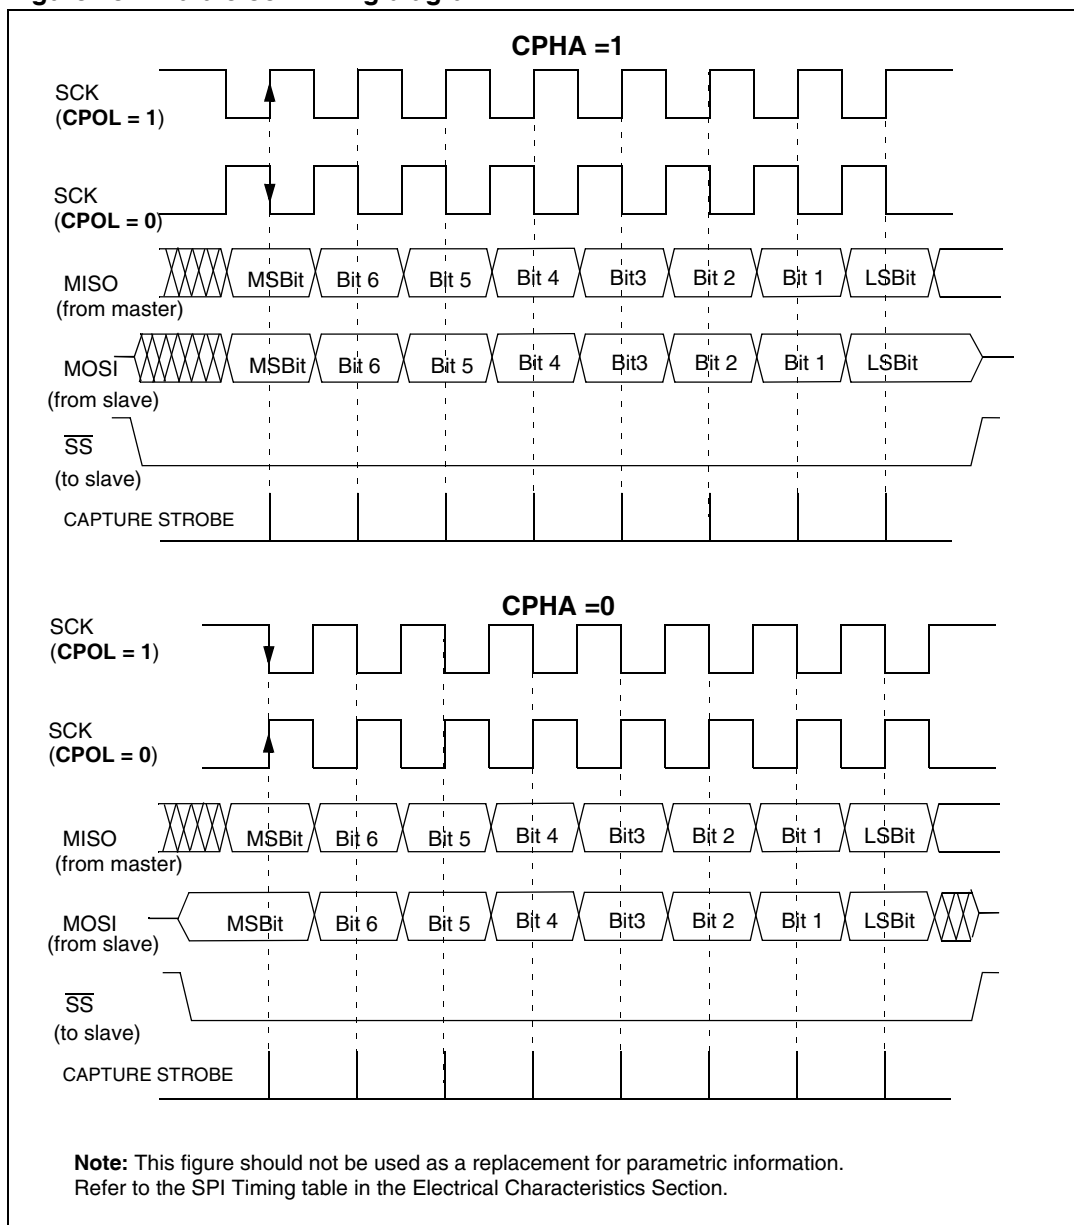 CPHA =1
SCK
(CPOL = 1)
SCK
(CPOL = 0)
MISO
(from master)
MSBit Bit 6 Bit 5 Bit 4 Bit3 Bit 2 Bit 1 LSBit
MOSI
(from slave)
MSBit Bit 6 Bit 5 Bit 4 Bit3 Bit 2 Bit 1 LSBit
SS
(to slave)
CAPTURE STROBE
CPHA =0
SCK
(CPOL = 1)
SCK
(CPOL = 0)
MISO
(from master)
MSBit Bit 6 Bit 5 Bit 4 Bit3 Bit 2 Bit 1 LSBit
MOSI
(from slave)
MSBit Bit 6 Bit 5 Bit 4 Bit3 Bit 2 Bit 1 LSBit
SS
(to slave)
CAPTURE STROBE
Note: This figure should not be used as a replacement for parametric information.
Refer to the SPI Timing table in the Electrical Characteristics Section.